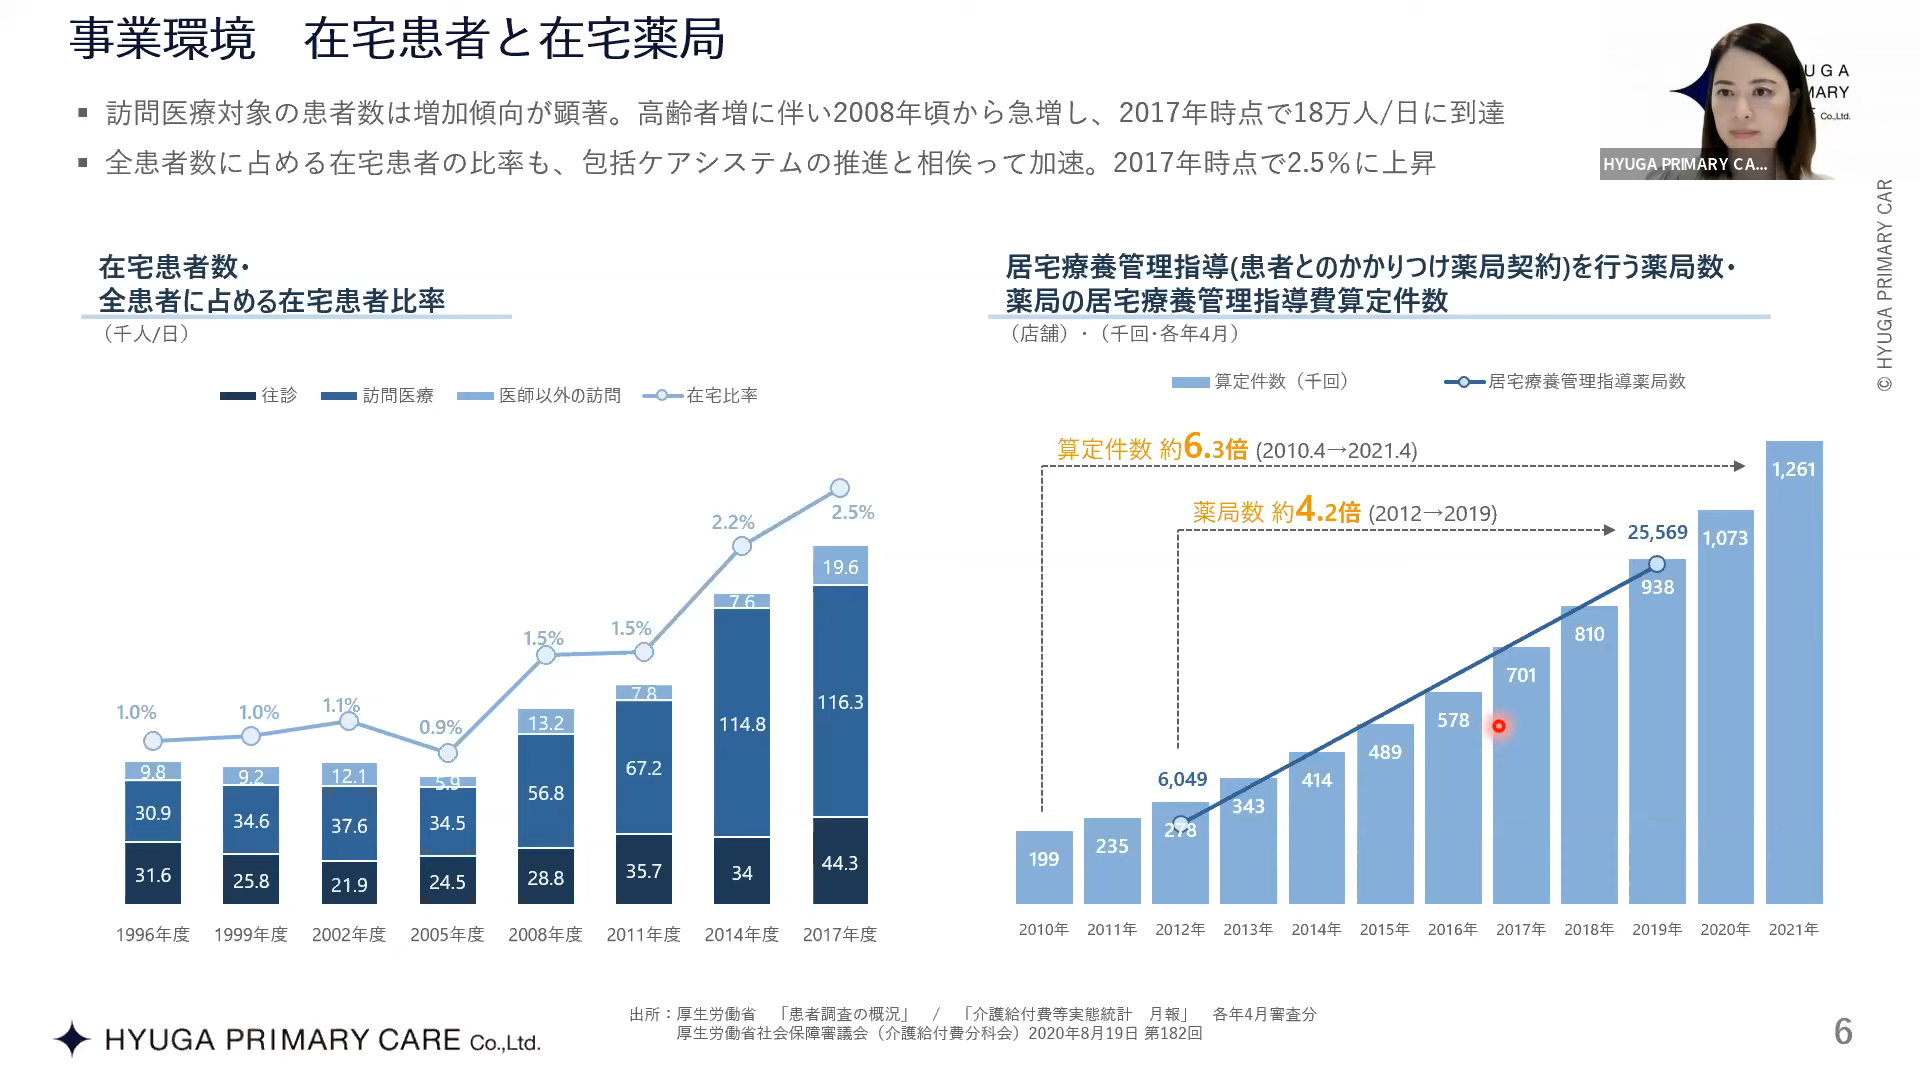 事業環境　在宅患者と在宅薬局
▪ 訪問医療対象の患者数は増加傾向が顕著。高齢者増に伴い2008年頃から急増し、2017年時点で18万人/日に到達
▪ 全患者数に占める在宅患者の比率も、包括ケアシステムの推進と相俟って加速。2017年時点で2.5%に上昇
UGA
MARY
Co.,Ltd.
HYUGA PRIMARY CA...
© HYUGA PRIMARY CAR
在宅患者数・
全患者に占める在宅患者比率
（千人/日）
往診 訪問医療 医師以外の訪問 在宅比率
1.0% 1.0% 1.1% 0.9% 1.5% 1.5% 2.2% 2.5%
9.8 9.2 12.1 5.9 13.2 7.8 7.6 19.6
30.9 34.6 37.6 34.5 56.8 67.2 114.8 116.3
31.6 25.8 21.9 24.5 28.8 35.7 34 44.3
1996年度 1999年度 2002年度 2005年度 2008年度 2011年度 2014年度 2017年度
居宅療養管理指導(患者とのかかりつけ薬局契約)を行う薬局数・
薬局の居宅療養管理指導費算定件数
（店舗）・（千回・各年4月）
算定件数（千回） 居宅療養管理指導薬局数
算定件数 約6.3倍 (2010.4→2021.4)
薬局数 約4.2倍 (2012→2019)
6,049 25,569
199 235 278 343 414 489 578 701 810 938 1,073 1,261
2010年 2011年 2012年 2013年 2014年 2015年 2016年 2017年 2018年 2019年 2020年 2021年
出所：厚生労働省　「患者調査の概況」　/　「介護給付費等実態統計　月報」　各年4月審査分
厚生労働省社会保障審議会（介護給付費分科会）2020年8月19日 第182回
HYUGA PRIMARY CARE Co.,Ltd.
6